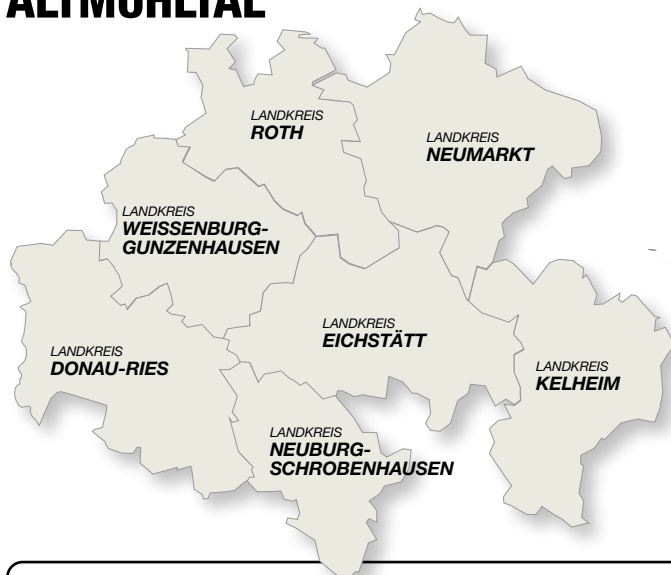 ALTMÜHLTAL
LANDKREIS
ROTH
LANDKREIS
NEUMARKT
LANDKREIS
WEISSENBURG-
GUNZENHAUSEN
LANDKREIS
EICHSTÄTT
LANDKREIS
DONAU-RIES
LANDKREIS
KELHEIM
LANDKREIS
NEUBURG-
SCHROBENHAUSEN